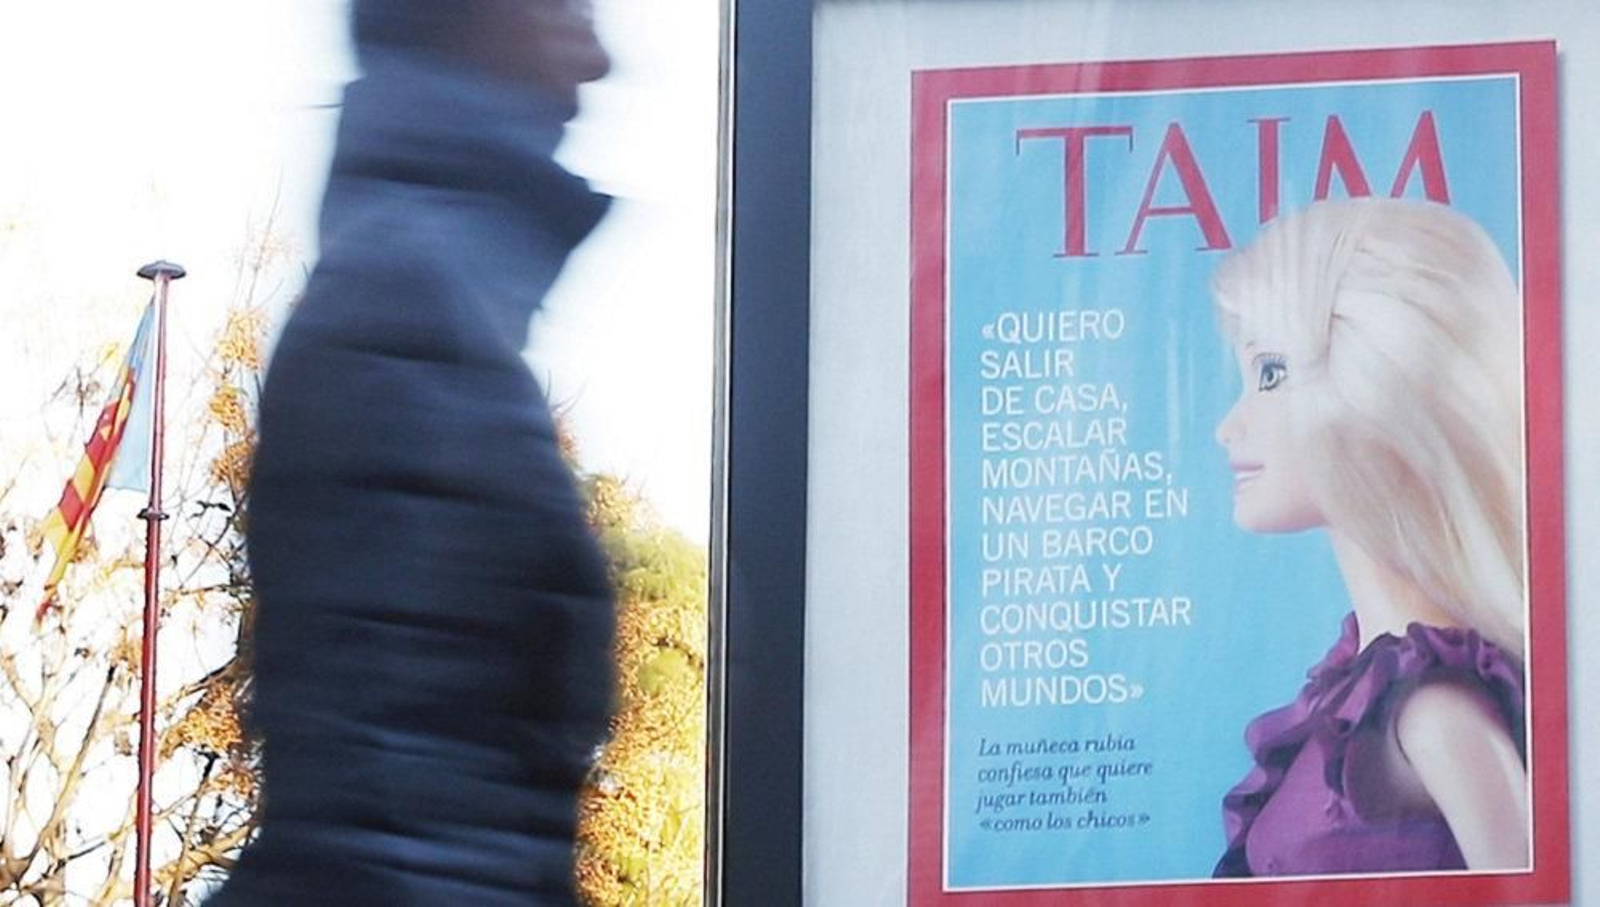 TAIM
«QUIERO
SALIR
DE CASA,
ESCALAR
MONTAÑAS,
NAVEGAR EN
UN BARCO
PIRATA Y
CONQUISTAR
OTROS
MUNDOS»
La muñeca rubia
confiesa que quiere
jugar también
«como los chicos»